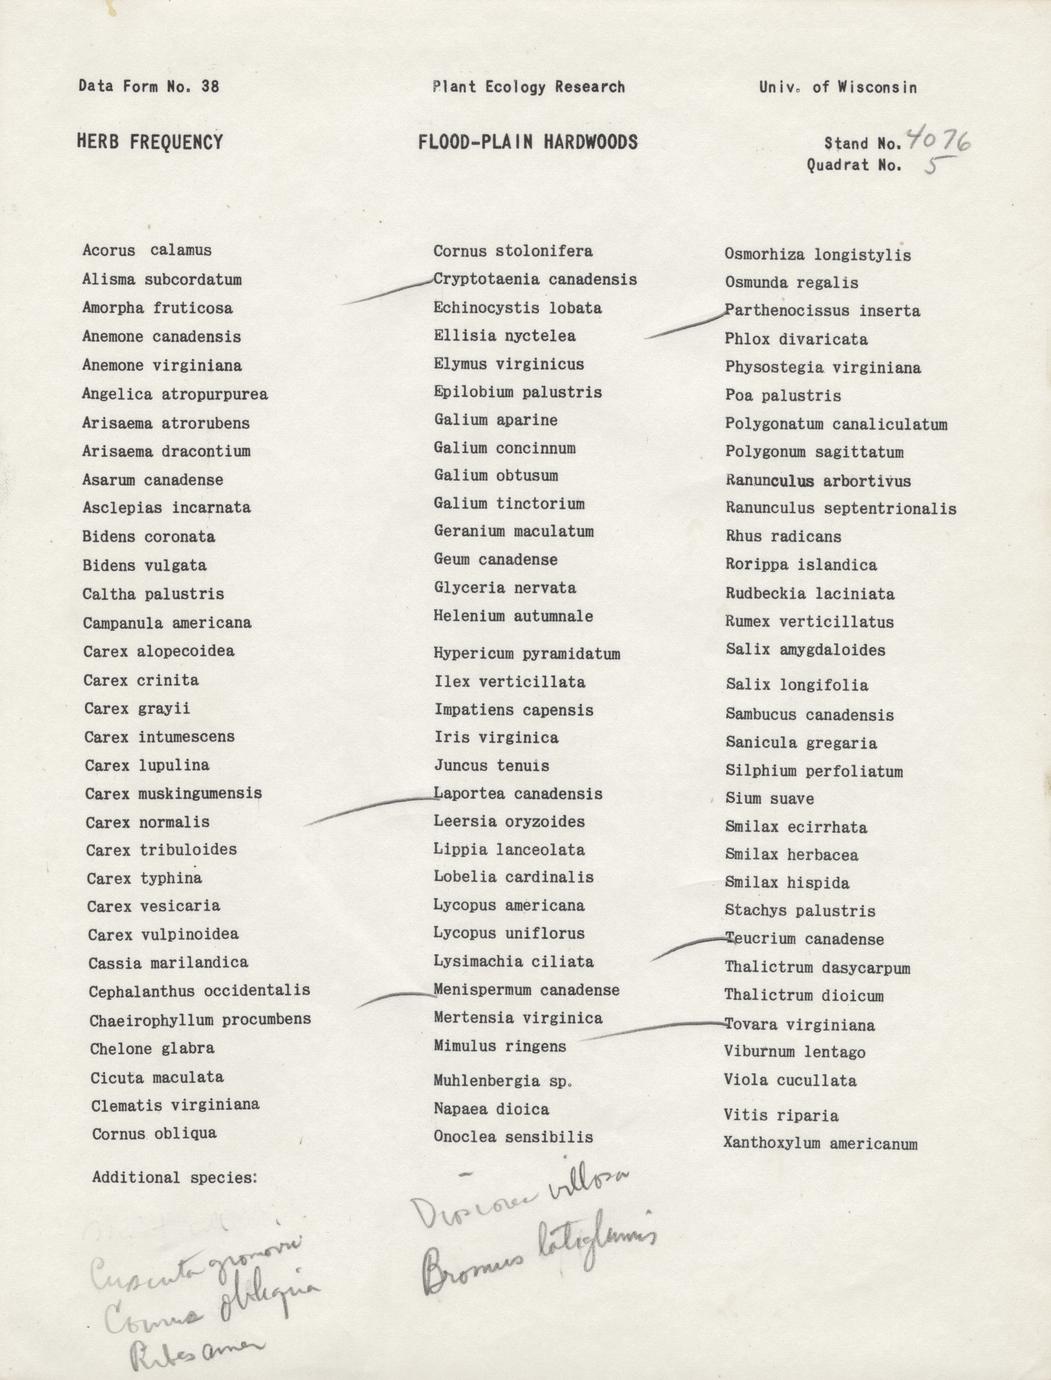 Data Form No. 38
Plant Ecology Research
Univ. of Wisconsin
HERB FREQUENCY
FLOOD-PLAIN HARDWOODS
Stand No. 4076
Quadrat No. 5
Acorus calamus
Alisma subcordatum
Amorpha fruticosa
Anemone canadensis
Anemone virginiana
Angelica atropurpurea
Arisaema atrorubens
Arisaema dracontium
Asarum canadense
Asclepias incarnata
Bidens coronata
Bidens vulgata
Caltha palustris
Campanula americana
Carex alopecoidea
Carex crinita
Carex grayii
Carex intumescens
Carex lupulina
Carex muskingumensis
Carex normalis
Carex tribuloides
Carex typhina
Carex vesicaria
Carex vulpinoidea
Cassia marilandica
Cephalanthus occidentalis
Chaeirophyllum procumbens
Chelone glabra
Cicuta maculata
Clematis virginiana
Cornus obliqua
Cornus stolonifera
Cryptotaenia canadensis
Echinocystis lobata
Ellisia nyctelea
Elymus virginicus
Epilobium palustris
Galium aparine
Galium concinnum
Galium obtusum
Galium tinctorium
Geranium maculatum
Geum canadense
Glyceria nervata
Helenium autumnale
Hypericum pyramidatum
Ilex verticillata
Impatiens capensis
Iris virginica
Juncus tenuis
Laportea canadensis
Leersia oryzoides
Lippia lanceolata
Lobelia cardinalis
Lycopus americana
Lycopus uniflorus
Lysimachia ciliata
Menispermum canadense
Mertensia virginica
Mimulus ringens
Muhlenbergia sp.
Napaea dioica
Onoclea sensibilis
Osmorhiza longistylis
Osmunda regalis
Parthenocissus inserta
Phlox divaricata
Physostegia virginiana
Poa palustris
Polygonatum canaliculatum
Polygonum sagittatum
Ranunculus arbortivus
Ranunculus septentrionalis
Rhus radicans
Rorippa islandica
Rudbeckia laciniata
Rumex verticillatus
Salix amygdaloides
Salix longifolia
Sambucus canadensis
Sanicula gregaria
Silphium perfoliatum
Sium suave
Smilax ecirrhata
Smilax herbacea
Smilax hispida
Stachys palustris
Teucrium canadense
Thalictrum dasycarpum
Thalictrum dioicum
Tovara virginiana
Viburnum lentago
Viola cucullata
Vitis riparia
Xanthoxylum americanum
Additional species:
Cuscuta gronovii
Cornus obliqua
Ribes amer
Dioscorea villosa
Bromus latiglumis